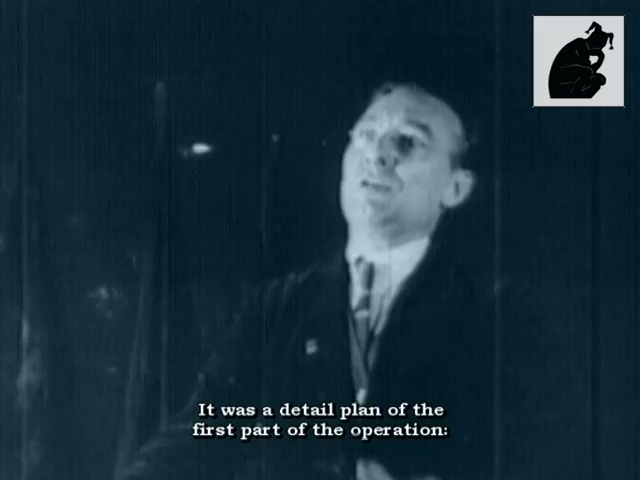 It was a detail plan of the
first part of the operation: